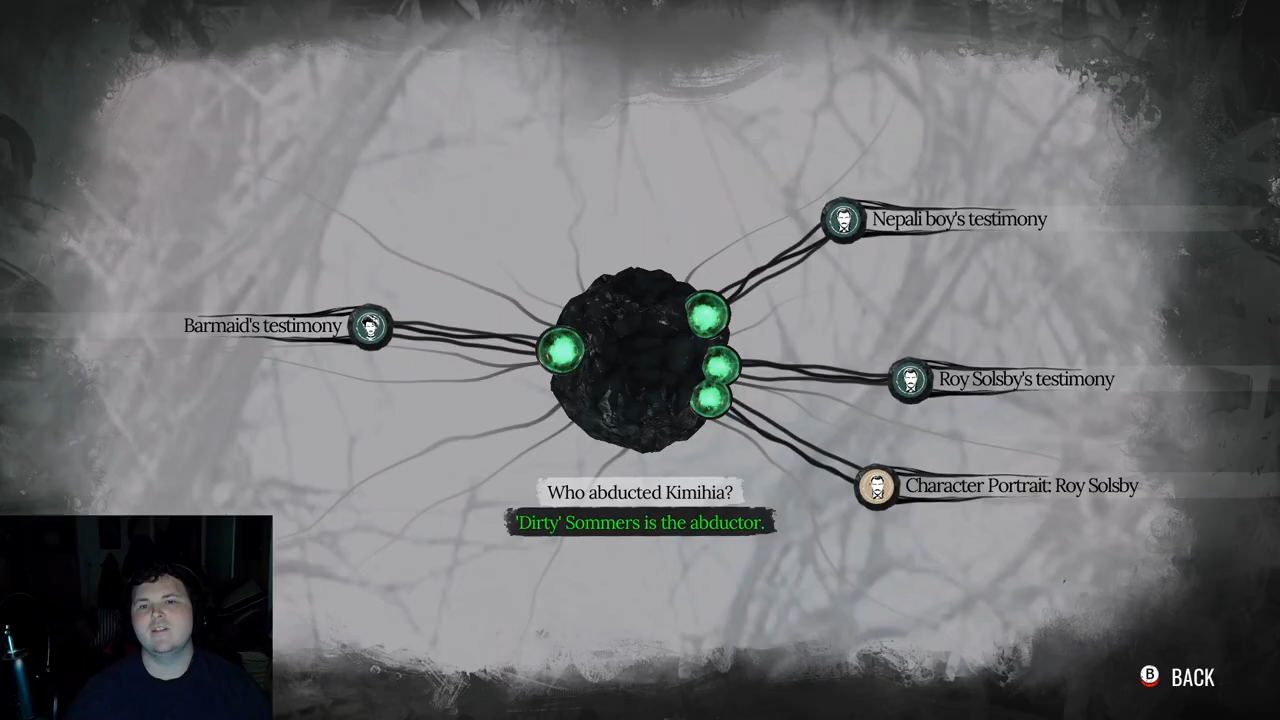 Nepali boy's testimony
Barmaid's testimony
Roy Solsby's testimony
Character Portrait: Roy Solsby
Who abducted Kimihia?
'Dirty' Sommers is the abductor.
B BACK